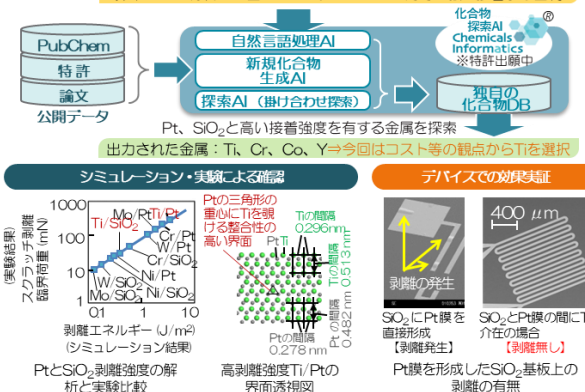 PubChem
特許
論文
公開データ
自然言語処理AI
新規化合物
生成AI
探索AI（掛け合わせ探索）
化合物
探索AI
Chemicals
Informatics
®
※特許出願中
独自の
化合物DB
Pt、SiO₂と高い接着強度を有する金属を探索
出力された金属：Ti、Cr、Co、Y⇒今回はコスト等の観点からTiを選択
シミュレーション・実験による確認
デバイスでの効果実証
(実験結果)
スクラッチ剥離
臨界荷重 (mN)
1000
100
10
1
0.1
1
10
Mo/Pt
Ti/Pt
Ti/SiO₂
Cr/Pt
W/Pt
Cr/SiO₂
Ni/Pt
W/SiO₂
Mo/SiO₂
Ni/SiO₂
剥離エネルギー (J/m²)
(シミュレーション結果)
PtとSiO₂剥離強度の解
析と実験比較
Ptの三角形の
重心にTiを覗
ける整合性の
高い界面
Pt
Ti
Tiの間隔
0.296nm
Tiの間隔
0.513nm
Ptの間隔
0.482 nm
Ptの間隔
0.278 nm
高剥離強度Ti/Ptの
界面透視図
剥離の発生
400 μm
SiO₂にPt膜を
直接形成
【剥離発生】
SiO₂とPt膜の間にT
介在の場合
【剥離無し】
Pt膜を形成したSiO₂基板上の
剥離の有無